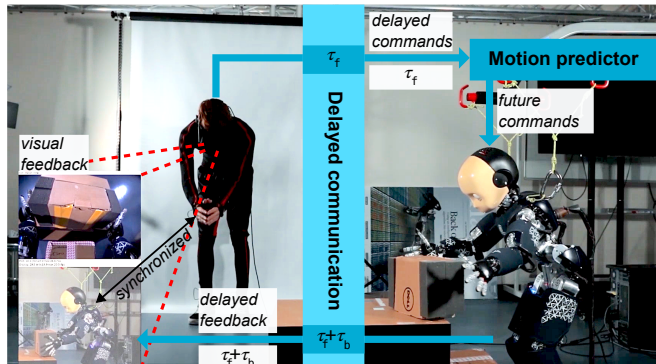 delayed
commands
τf
τf
Motion predictor
future
commands
visual
feedback
Delayed communication
synchronized
delayed
feedback
τf+τb
τf+τb